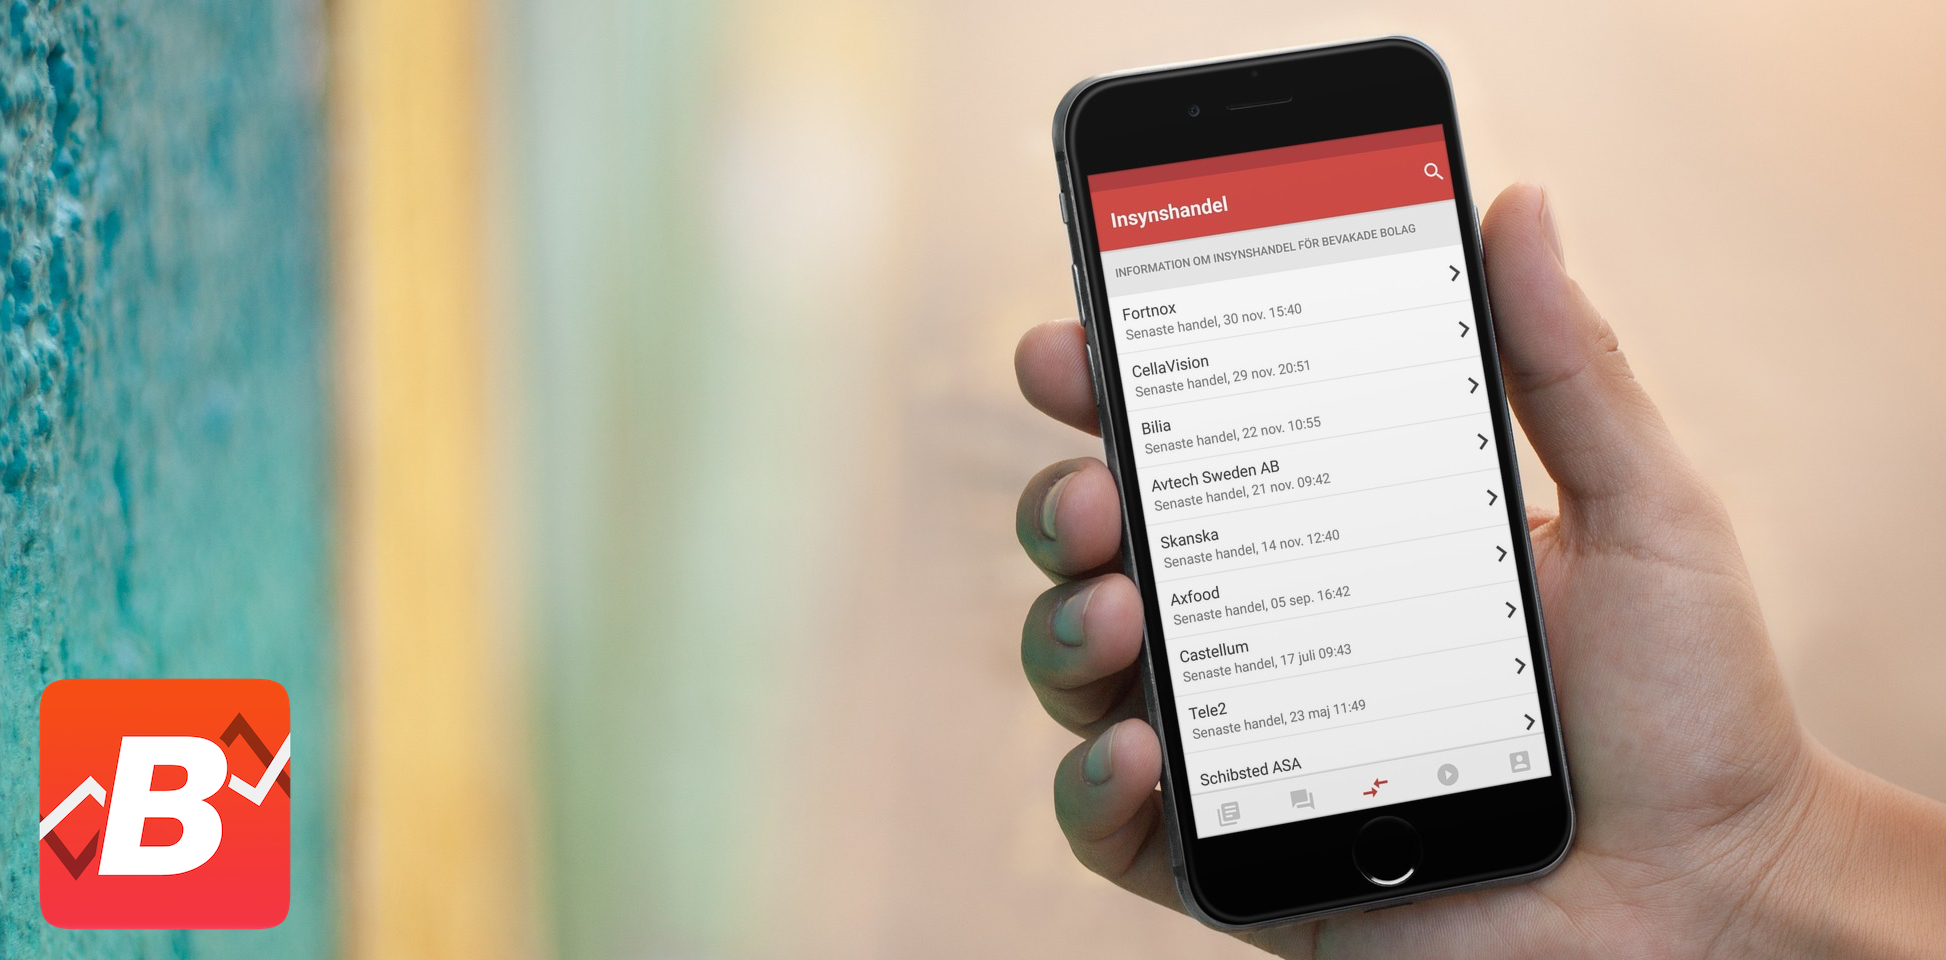 Insynshandel
INFORMATION OM INSYNSHANDEL FÖR BEVAKADE BOLAG
Fortnox
Senaste handel, 30 nov. 15:40
CellaVision
Senaste handel, 29 nov. 20:51
Bilia
Senaste handel, 22 nov. 10:55
Avtech Sweden AB
Senaste handel, 21 nov. 09:42
Skanska
Senaste handel, 14 nov. 12:40
Axfood
Senaste handel, 05 sep. 16:42
Castellum
Senaste handel, 17 juli 09:43
Tele2
Senaste handel, 23 maj 11:49
Schibsted ASA
B